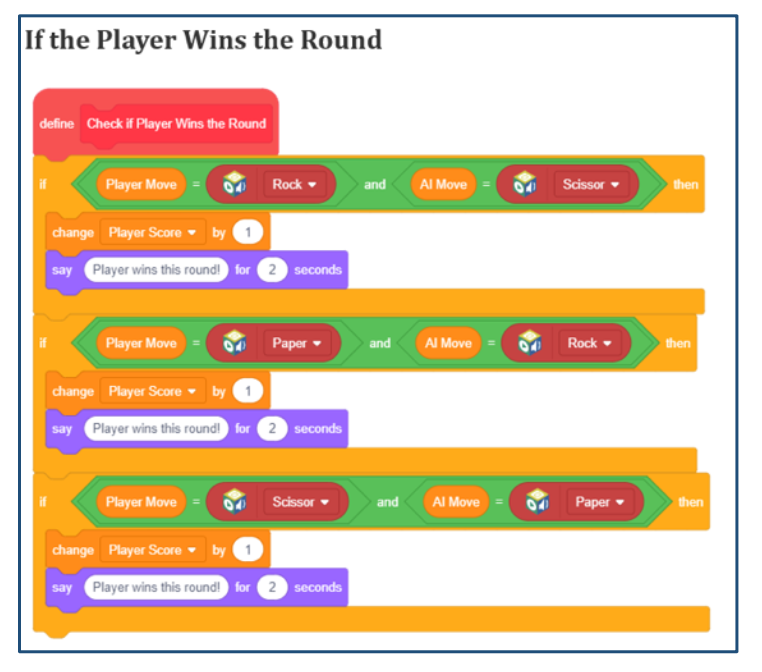 If the Player Wins the Round
define Check if Player Wins the Round
if Player Move = Rock and AI Move = Scissor then
change Player Score by 1
say Player wins this round! for 2 seconds
if Player Move = Paper and AI Move = Rock then
change Player Score by 1
say Player wins this round! for 2 seconds
if Player Move = Scissor and AI Move = Paper then
change Player Score by 1
say Player wins this round! for 2 seconds